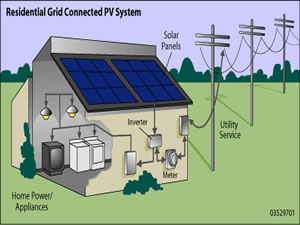 Residential Grid Connected PV System
Solar
Panels
Inverter
Utility
Service
Meter
Home Power/
Appliances
03529701